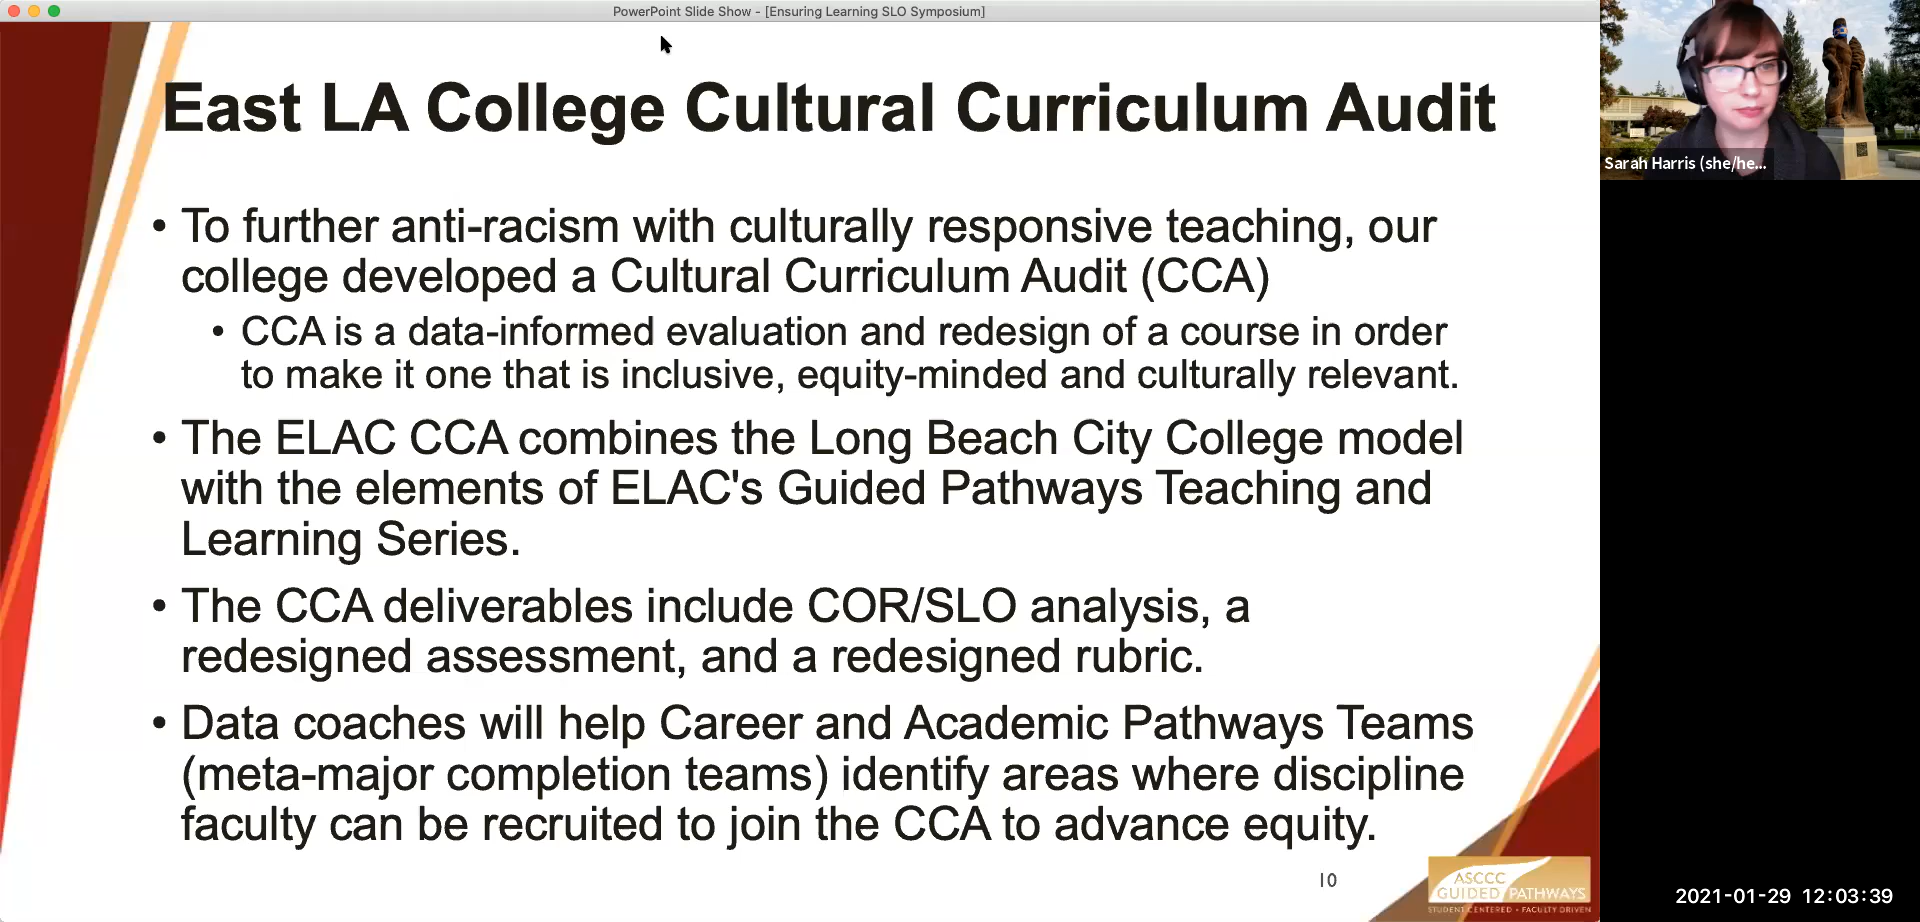 PowerPoint Slide Show - [Ensuring Learning SLO Symposium]
East LA College Cultural Curriculum Audit
• To further anti-racism with culturally responsive teaching, our
college developed a Cultural Curriculum Audit (CCA)
• CCA is a data-informed evaluation and redesign of a course in order
to make it one that is inclusive, equity-minded and culturally relevant.
• The ELAC CCA combines the Long Beach City College model
with the elements of ELAC's Guided Pathways Teaching and
Learning Series.
• The CCA deliverables include COR/SLO analysis, a
redesigned assessment, and a redesigned rubric.
• Data coaches will help Career and Academic Pathways Teams
(meta-major completion teams) identify areas where discipline
faculty can be recruited to join the CCA to advance equity.
10
ASCCC
GUIDED PATHWAYS
STUDENT CENTERED • FACULTY DRIVEN
Sarah Harris (she/he...
2021-01-29 12:03:39